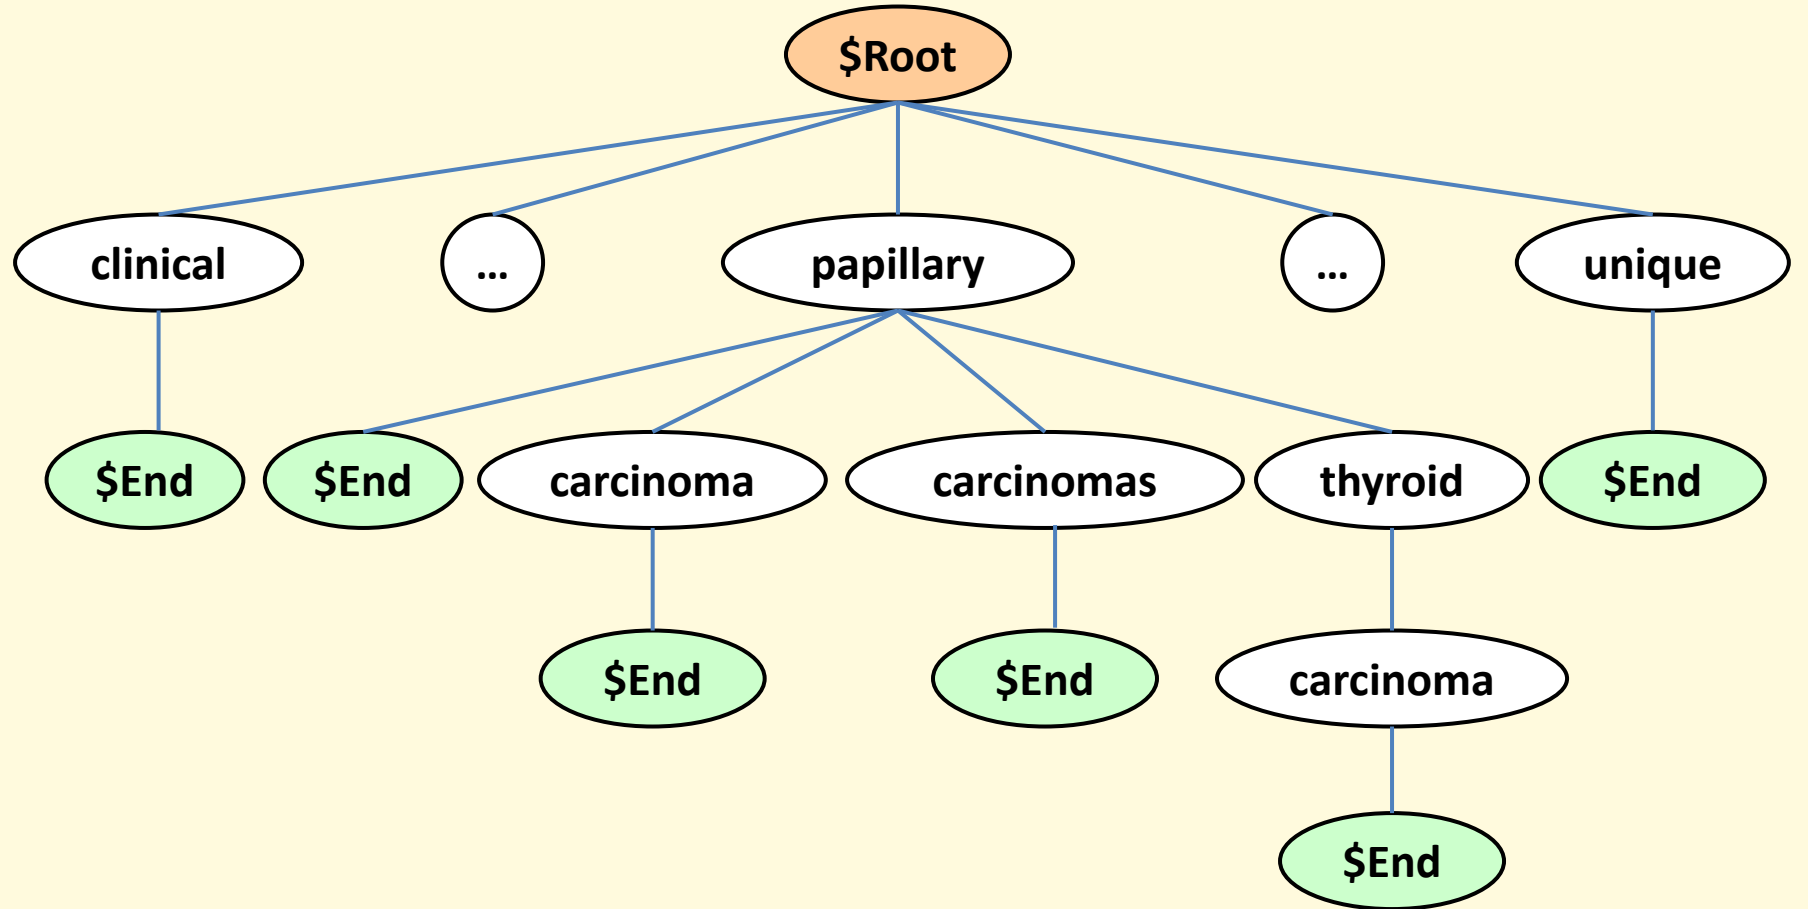 $Root
clinical
...
papillary
...
unique
$End
$End
carcinoma
carcinomas
thyroid
$End
$End
$End
carcinoma
$End